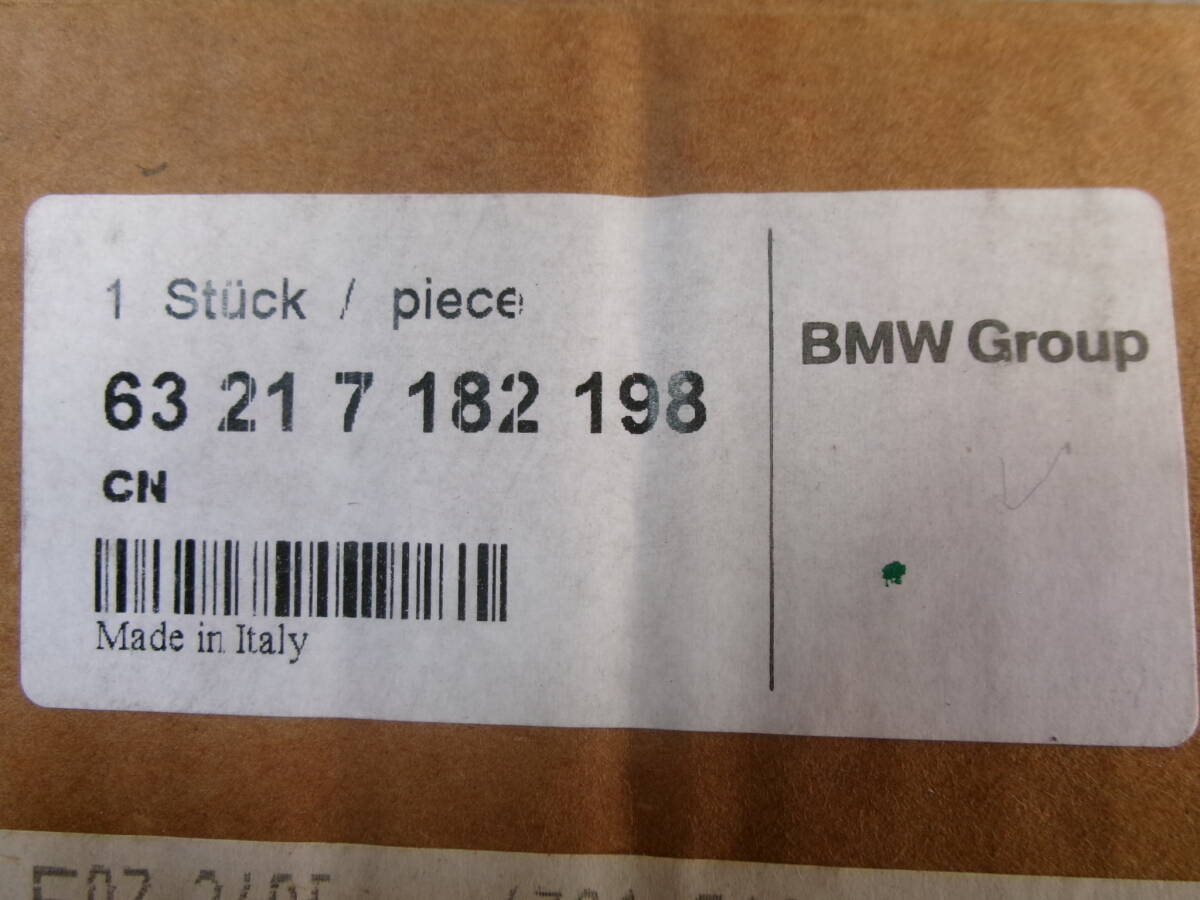 1 Stück / piece
63 21 7 182 198
CN
Made in Italy
BMW Group